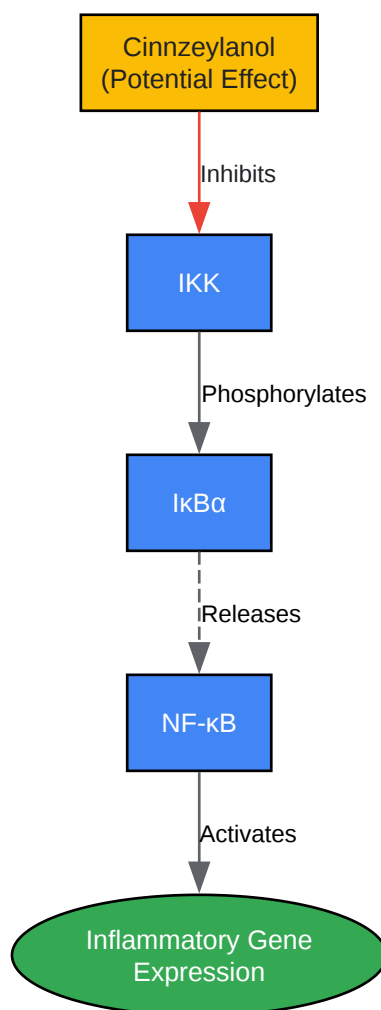 Cinnzeylanol
(Potential Effect)
Inhibits
IKK
Phosphorylates
IκBα
Releases
NF-κB
Activates
Inflammatory Gene
Expression